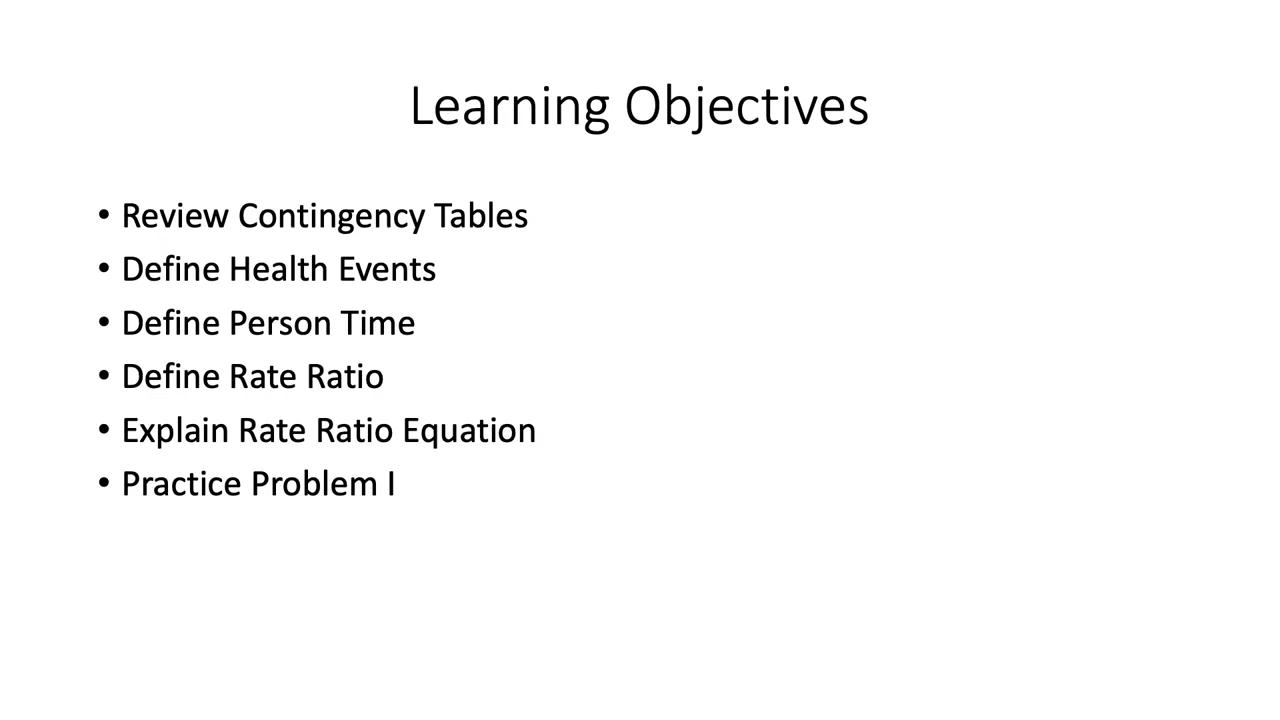 Learning Objectives
• Review Contingency Tables
• Define Health Events
• Define Person Time
• Define Rate Ratio
• Explain Rate Ratio Equation
• Practice Problem I